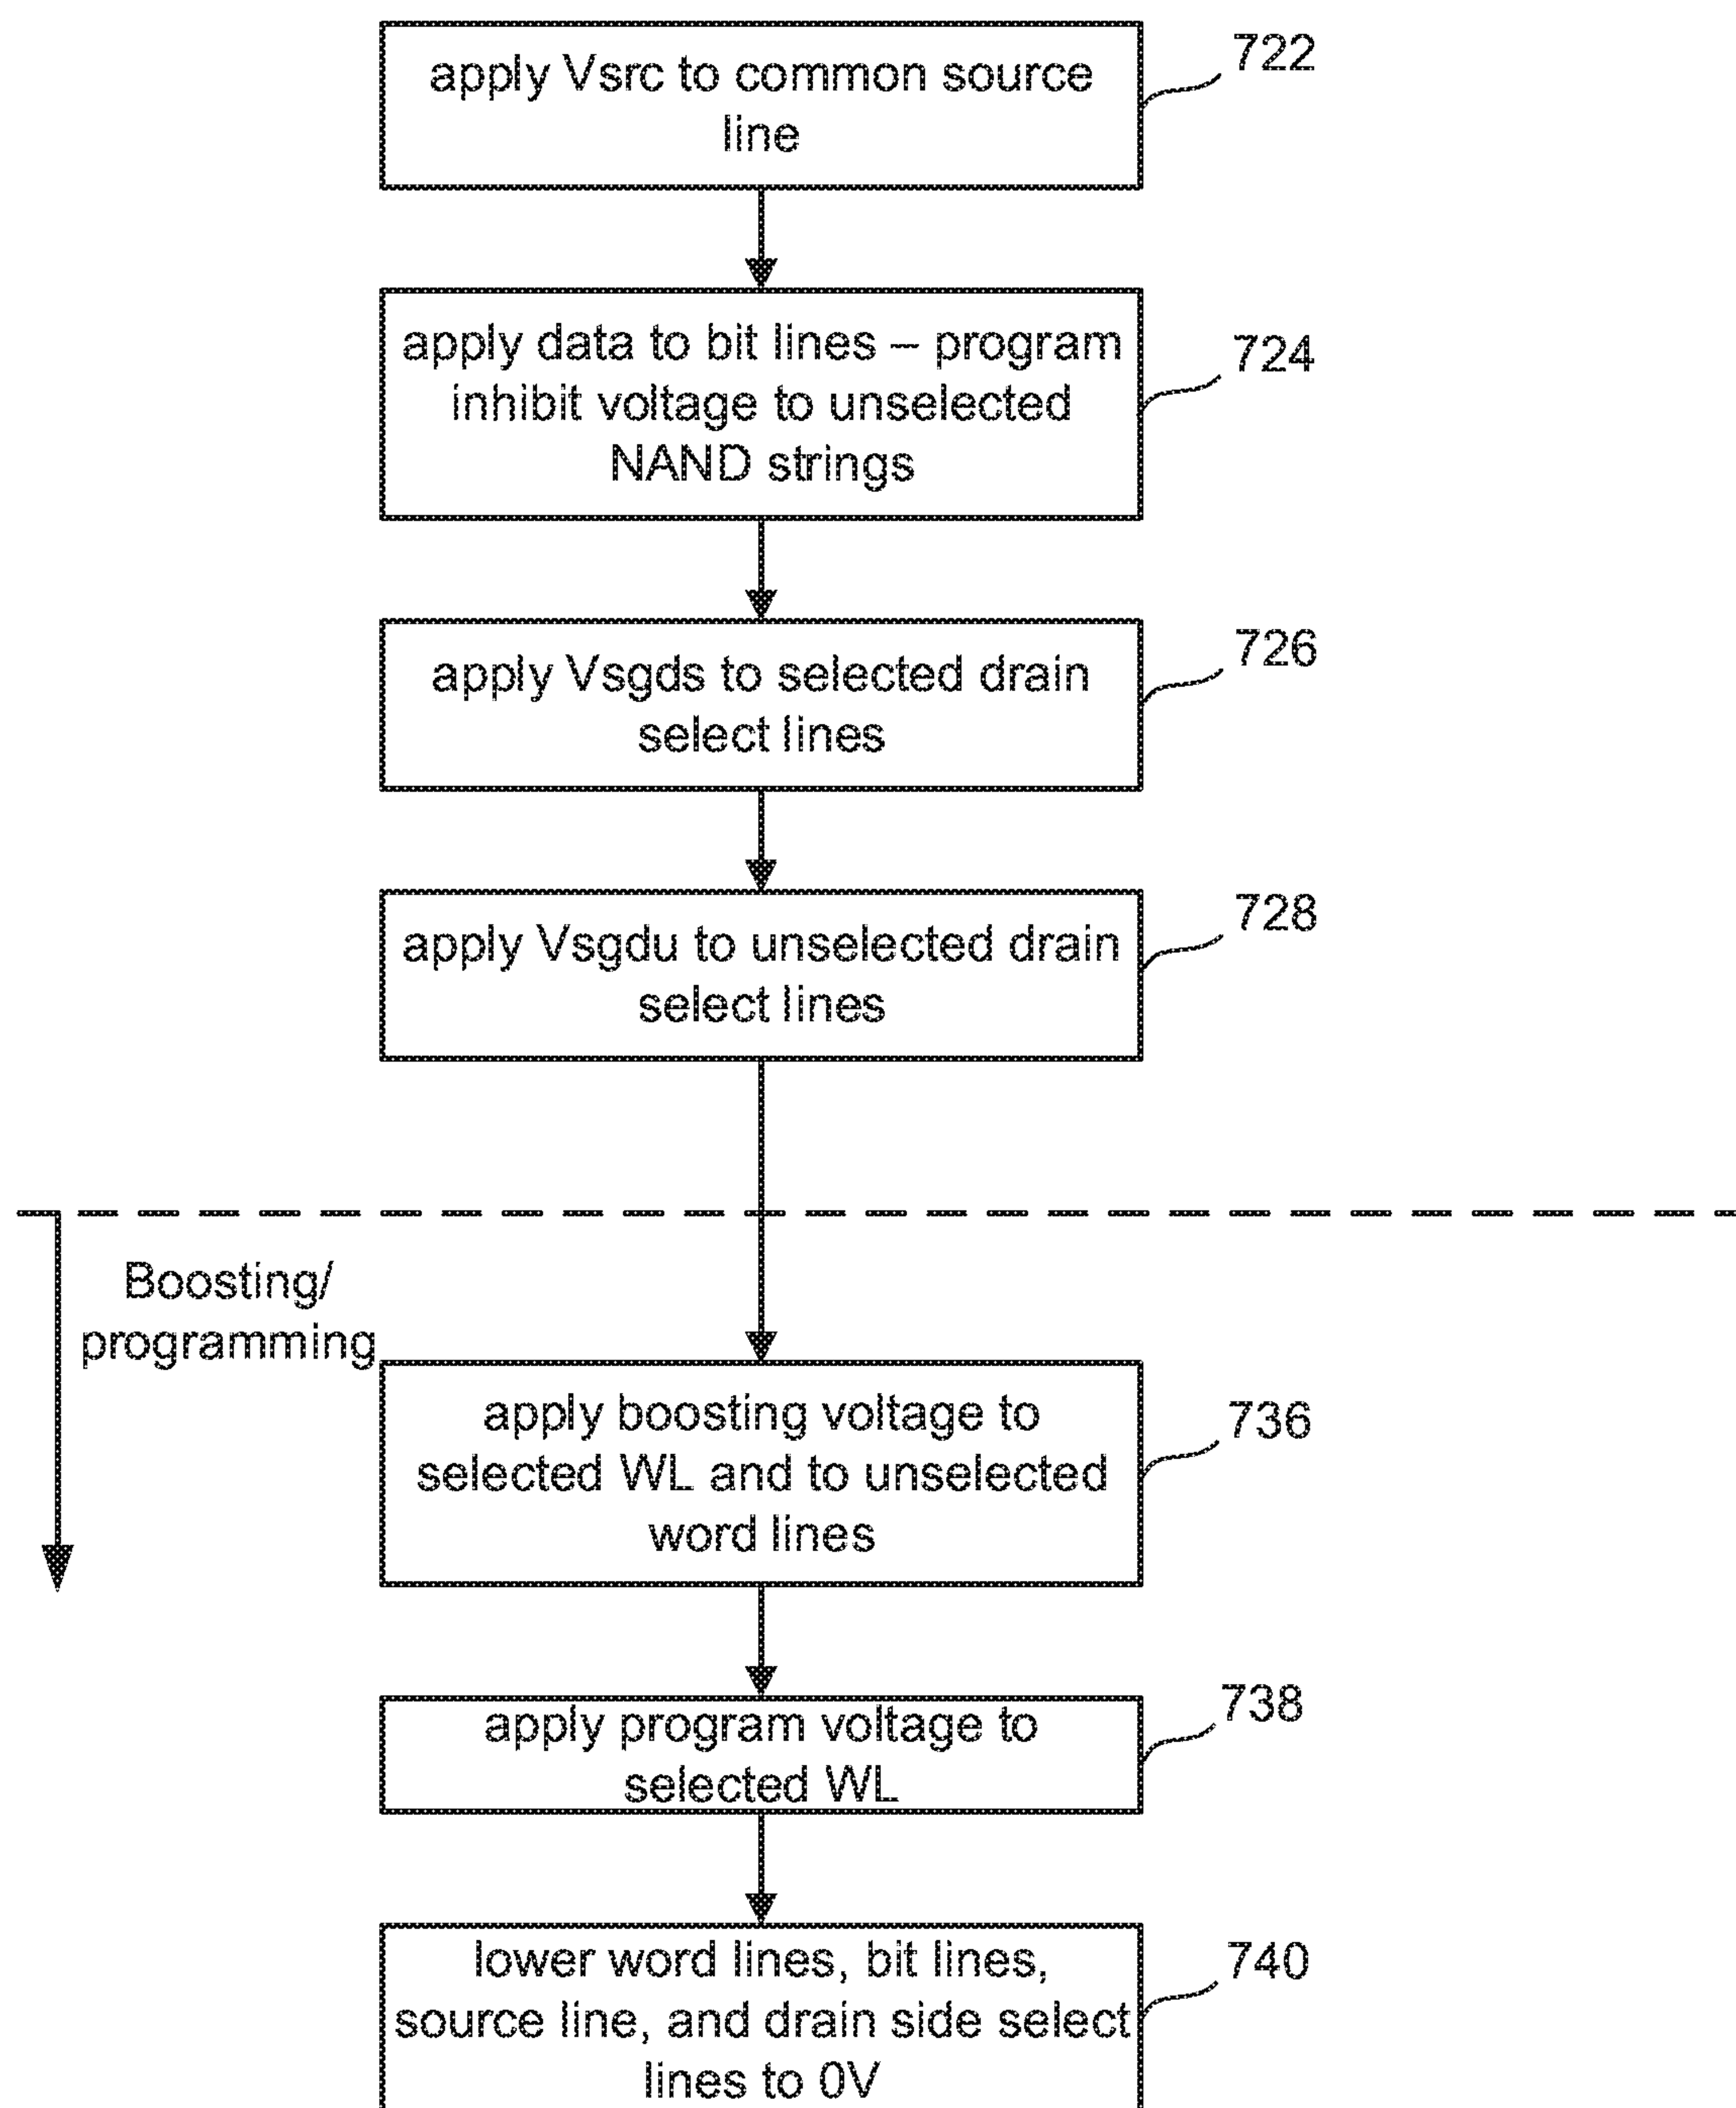 apply Vsrc to common source
line
722
apply data to bit lines – program
inhibit voltage to unselected
NAND strings
724
apply Vsgds to selected drain
select lines
726
apply Vsgdu to unselected drain
select lines
728
Boosting/
programming
apply boosting voltage to
selected WL and to unselected
word lines
736
apply program voltage to
selected WL
738
lower word lines, bit lines,
source line, and drain side select
lines to 0V
740